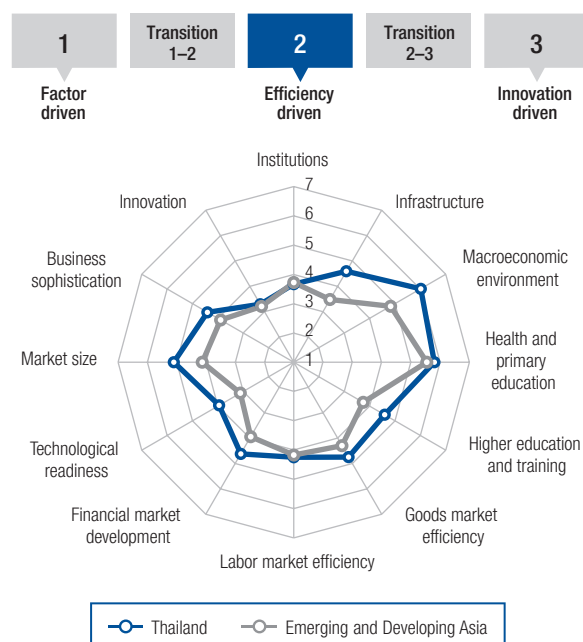 1
Transition
1–2
2
Transition
2–3
3
Factor
driven
Efficiency
driven
Innovation
driven
Institutions
7
6
5
4
3
2
1
Innovation
Infrastructure
Business
sophistication
Macroeconomic
environment
Market size
Health and
primary
education
Technological
readiness
Higher education
and training
Financial market
development
Goods market
efficiency
Labor market efficiency
Thailand
Emerging and Developing Asia